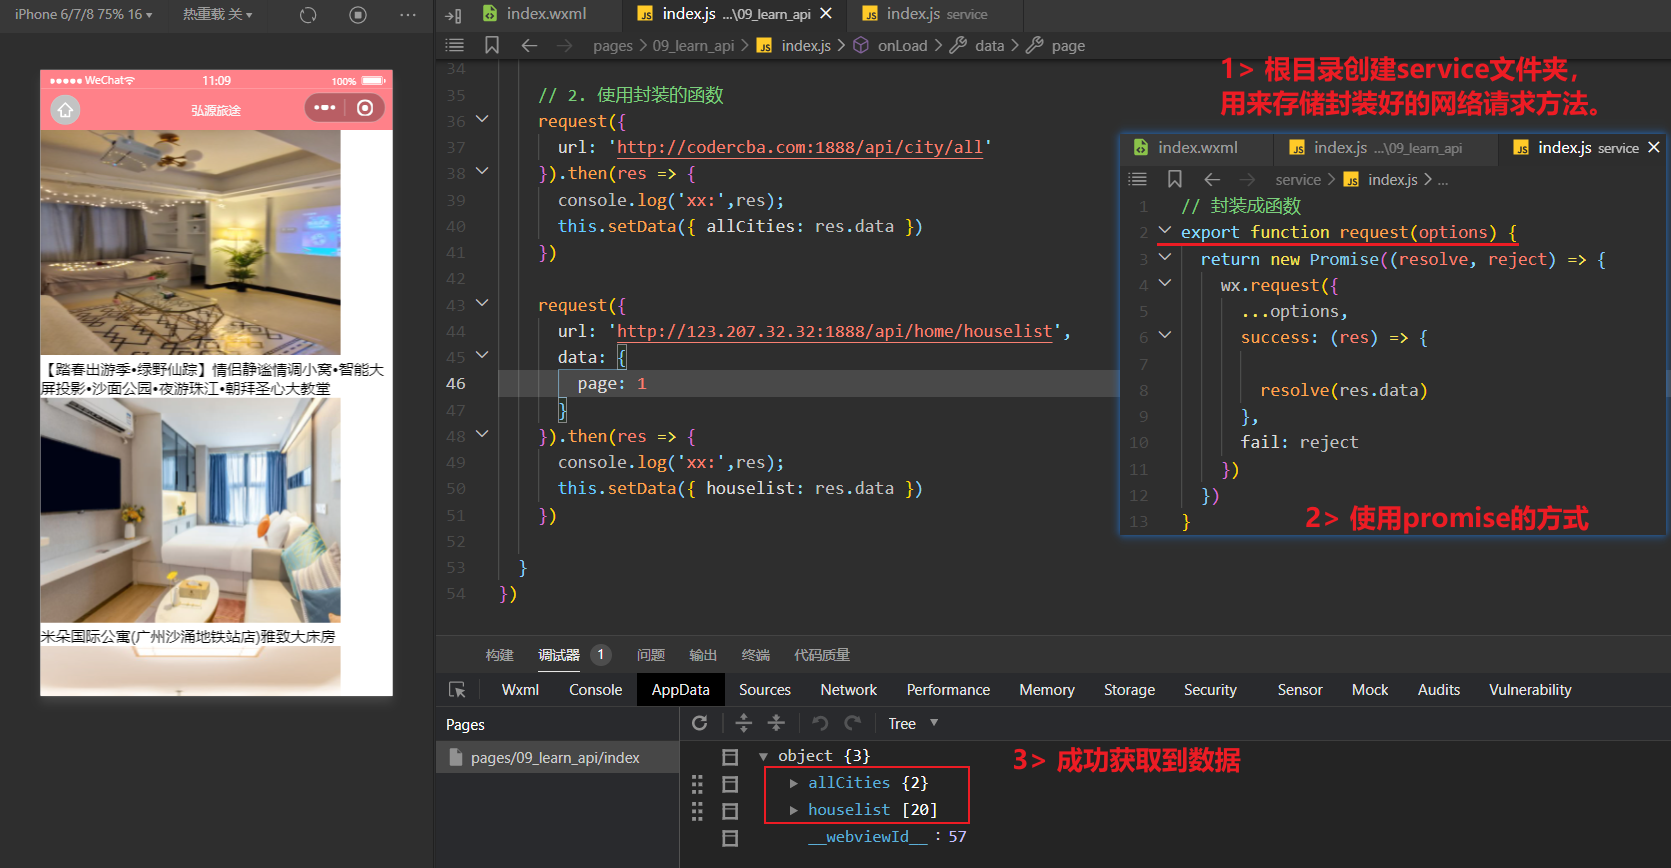 iPhone 6/7/8 75% 16
热重载 关
WeChat
11:09
100%
弘源旅途
【踏春出游季•绿野仙踪】情侣静谧情调小窝•智能大
屏投影•沙面公园•夜游珠江•朝拜圣心大教堂
米朵国际公寓(广州沙涌地铁站店)雅致大床房
index.wxml
index.js ...\09_learn_api
index.js service
pages > 09_learn_api > index.js > onLoad > data > page
34
35 // 2. 使用封装的函数
36 request({
37 url: 'http://codercba.com:1888/api/city/all'
38 }).then(res => {
39 console.log('xx:',res);
40 this.setData({ allCities: res.data })
41 })
42
43 request({
44 url: 'http://123.207.32.32:1888/api/home/houselist',
45 data: {
46 page: 1
47 }
48 }).then(res => {
49 console.log('xx:',res);
50 this.setData({ houselist: res.data })
51 })
52
53 }
54 })
1> 根目录创建service文件夹，
用来存储封装好的网络请求方法。
index.wxml
index.js ...\09_learn_api
index.js service
service > index.js > ...
1 // 封装成函数
2 export function request(options) {
3 return new Promise((resolve, reject) => {
4 wx.request({
5 ...options,
6 success: (res) => {
7
8 resolve(res.data)
9 },
10 fail: reject
11 })
12 })
13 }
2> 使用promise的方式
构建 调试器 1 问题 输出 终端 代码质量
Wxml Console AppData Sources Network Performance Memory Storage Security Sensor Mock Audits Vulnerability
Pages
pages/09_learn_api/index
Tree
object {3}
allCities {2}
houselist [20]
__webviewId__ : 57
3> 成功获取到数据